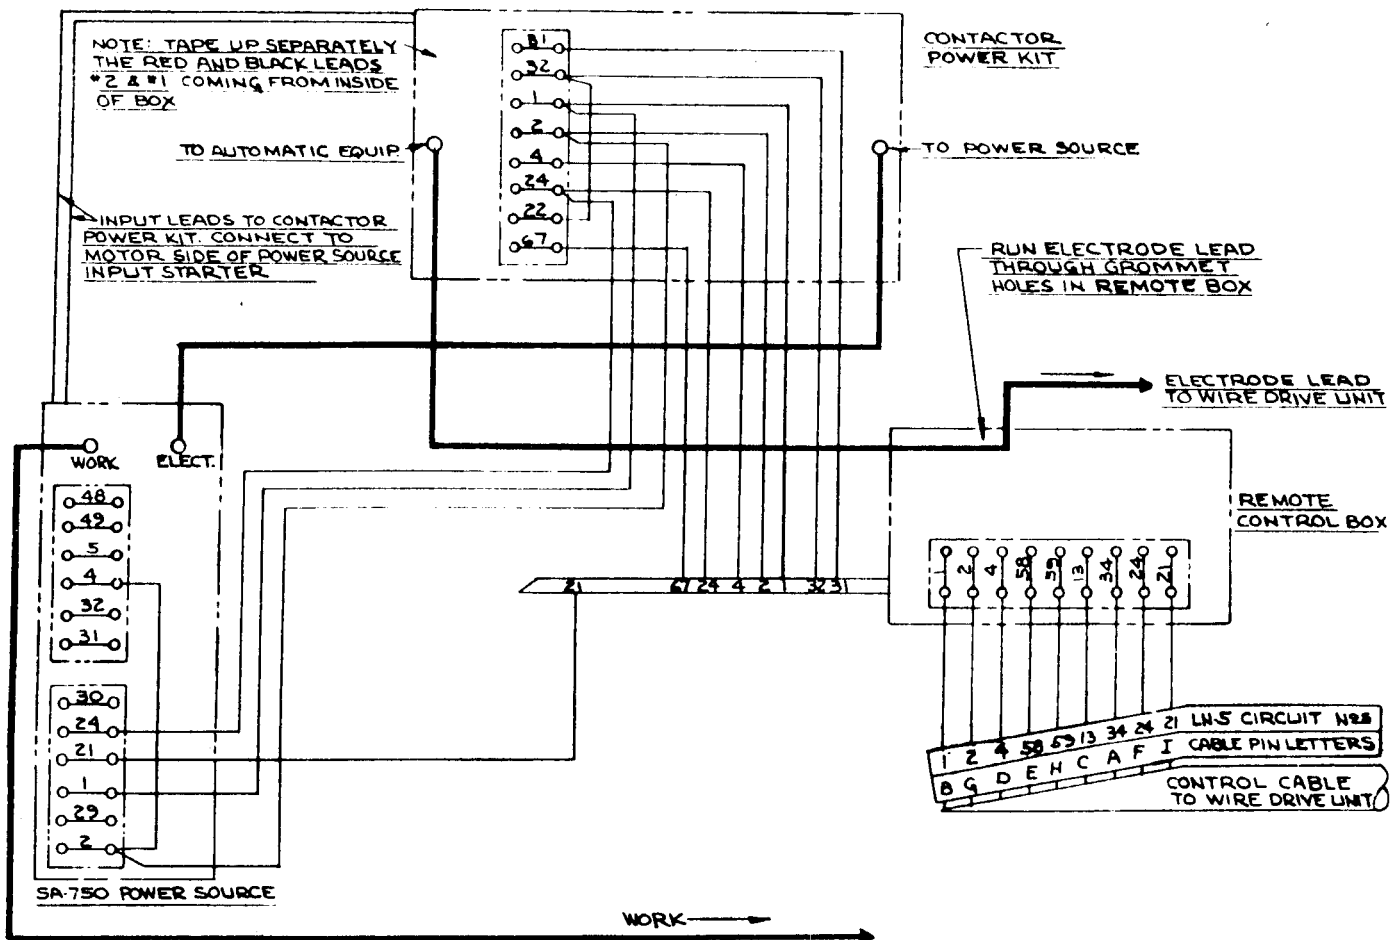 NOTE: TAPE UP SEPARATELY
THE RED AND BLACK LEADS
#2 & #1 COMING FROM INSIDE
OF BOX
CONTACTOR
POWER KIT
31
32
1
2
4
24
22
67
TO AUTOMATIC EQUIP.
TO POWER SOURCE
INPUT LEADS TO CONTACTOR
POWER KIT. CONNECT TO
MOTOR SIDE OF POWER SOURCE
INPUT STARTER
RUN ELECTRODE LEAD
THROUGH GROMMET
HOLES IN REMOTE BOX
ELECTRODE LEAD
TO WIRE DRIVE UNIT
WORK ELECT.
48
49
5
4
32
31
30
24
21
1
29
2
SA-750 POWER SOURCE
REMOTE
CONTROL BOX
21 67 24 4 2 1 32 31
1 2 4 58 59 13 34 24 21
1 2 4 58 59 13 34 24 21 LN-5 CIRCUIT NOS
B G D E H C A F I CABLE PIN LETTERS
CONTROL CABLE
TO WIRE DRIVE UNIT
WORK